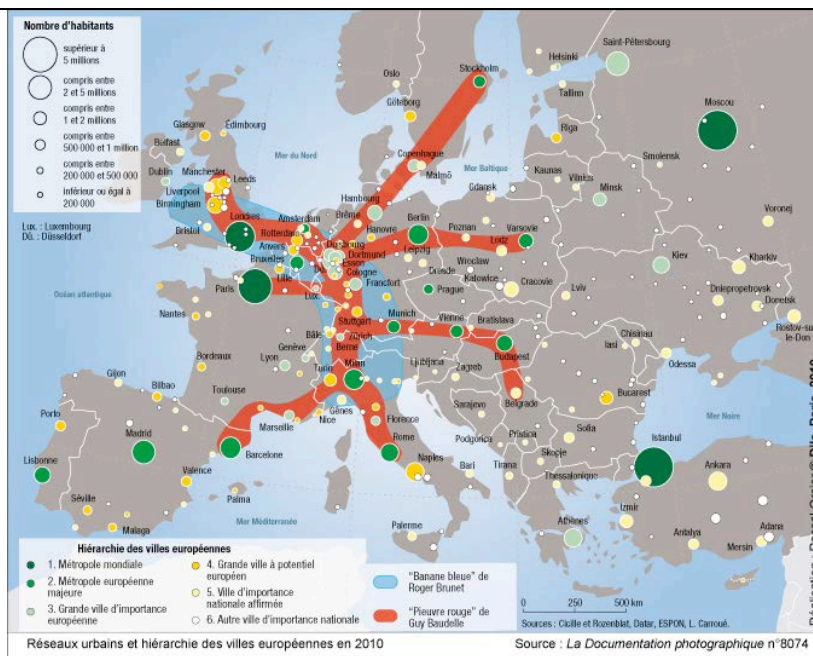 Nombre d'habitants
supérieur à
5 millions
compris entre
2 et 5 millions
compris entre
1 et 2 millions
compris entre
500 000 et 1 million
compris entre
200 000 et 500 000
inférieur ou égal à
200 000
Lux. : Luxembourg
Dü. : Düsseldorf
Saint-Pétersbourg
Helsinki
Oslo
Stockholm
Tallinn
Göteborg
Moscou
Glasgow
Édimbourg
Riga
Belfast
Mer du Nord
Copenhague
Mer Baltique
Smolensk
Dublin
Manchester
Leeds
Malmö
Kaunas
Vilnius
Liverpool
Gdansk
Minsk
Birmingham
Hambourg
Amsterdam
Brême
Berlin
Londres
Hanovre
Poznan
Varsovie
Voronej
Bristol
Rotterdam
Duisbourg
Anvers
Dortmund
Leipzig
Lodz
Bruxelles
Essen
Dü.
Cologne
Dresde
Wroclaw
Kiev
Lille
Katowice
Kharkiv
Paris
Francfort
Prague
Cracovie
Lux.
Lviv
Dniepropetrovsk
Océan atlantique
Donetsk
Nantes
Stuttgart
Munich
Vienne
Bratislava
Rostov-su
le-Don
Bâle
Zürich
Chisinau
Berne
Budapest
Iasi
Genève
Odessa
Bordeaux
Lyon
Milan
Ljubljana
Turin
Zagreb
Gijon
Toulouse
Belgrade
Bucarest
Bilbao
Gênes
Nice
Florence
Sarajevo
Mer Noire
Porto
Marseille
Sofia
Rome
Podgorica
Pristina
Istanbul
Madrid
Barcelone
Skopje
Ankara
Lisbonne
Naples
Bari
Tirana
Valence
Thessalonique
Palma
Séville
Izmir
Malaga
Mer Méditerranée
Palerme
Athènes
Adana
Antalya
Mersin
Hiérarchie des villes européennes
1. Métropole mondiale
2. Métropole européenne
majeure
3. Grande ville d'importance
européenne
4. Grande ville à potentiel
européen
5. Ville d'importance
nationale affirmée
6. Autre ville d'importance nationale
"Banane bleue" de
Roger Brunet
"Pieuvre rouge" de
Guy Baudelle
0 250 500 km
Sources : Cicille et Rozenblat, Datar, ESPON, L. Carroué.
Réseaux urbains et hiérarchie des villes européennes en 2010
Source : La Documentation photographique n°8074